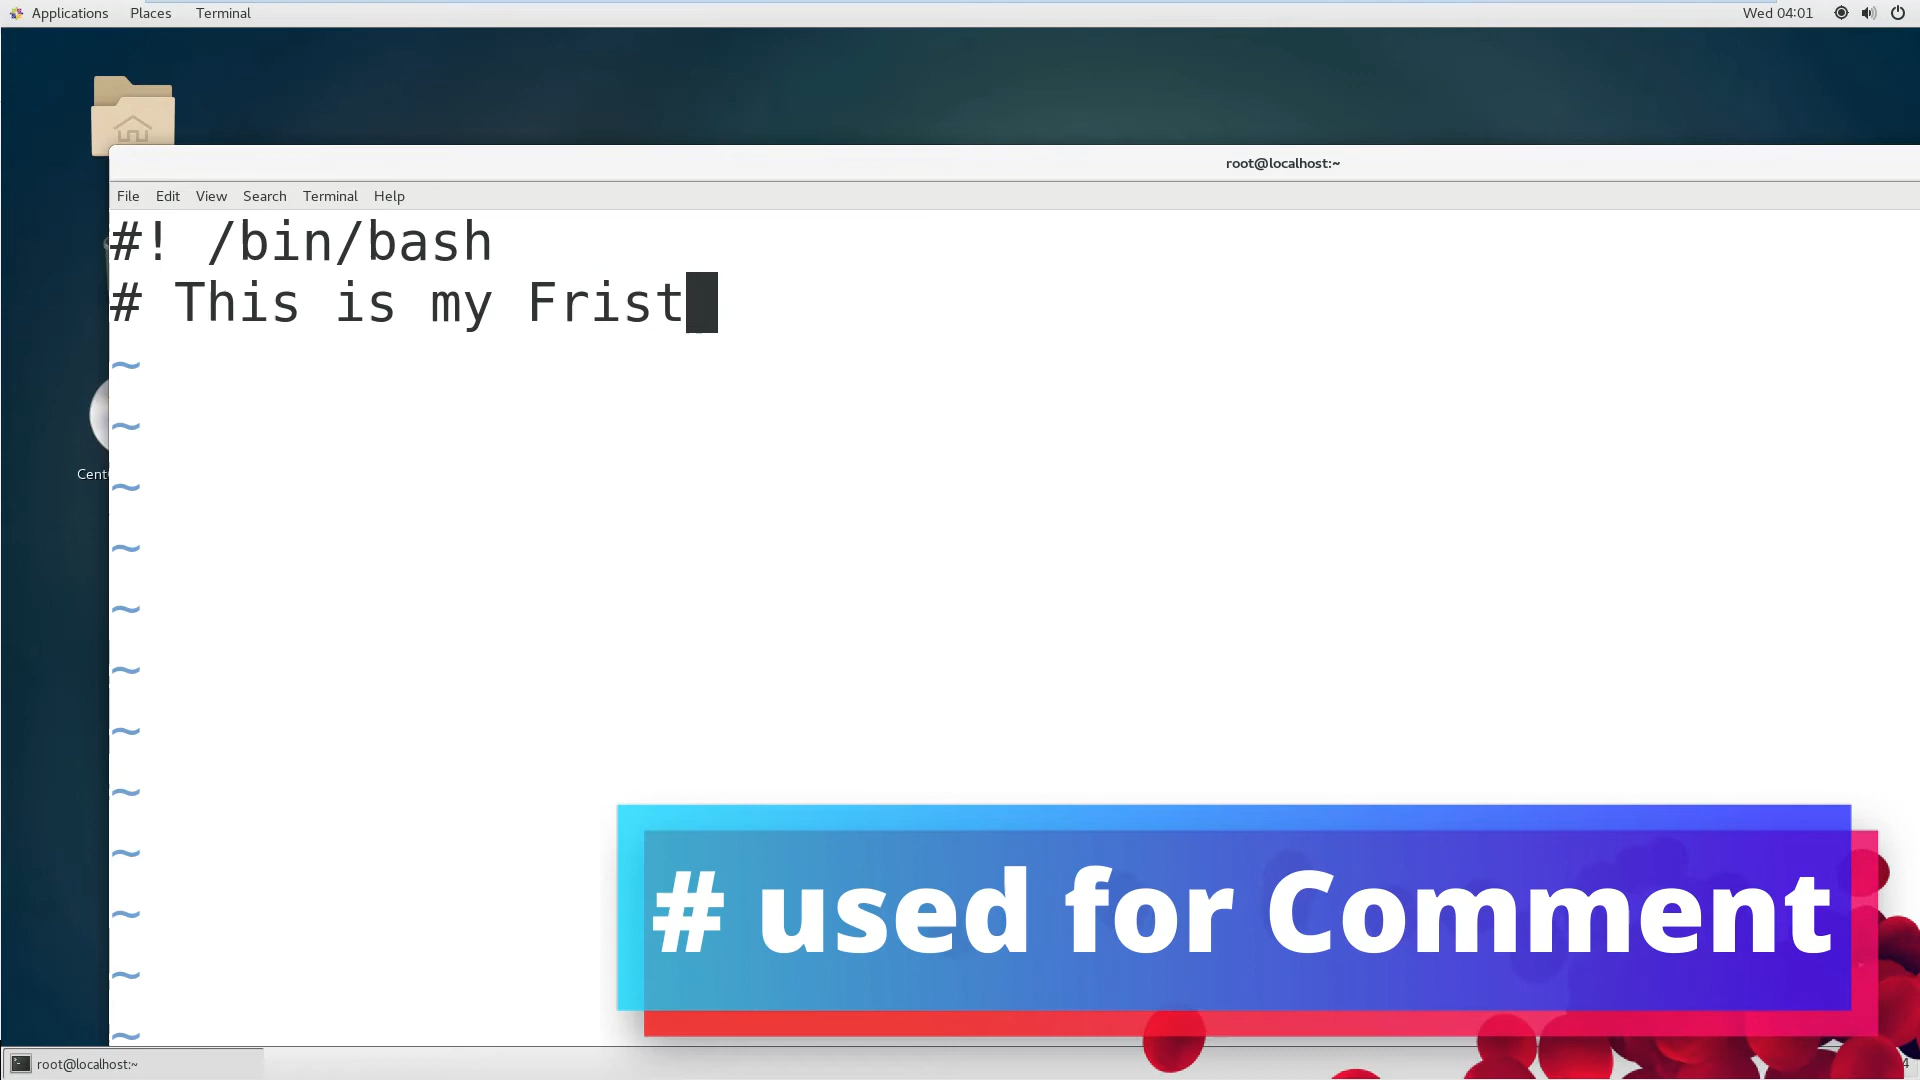 Applications Places Terminal Wed 04:01
root@localhost:~
File Edit View Search Terminal Help
#! /bin/bash
# This is my Frist
~
~
~
Cent
~
~
~
~
~
~
~
~
~
# used for Comment
root@localhost:~